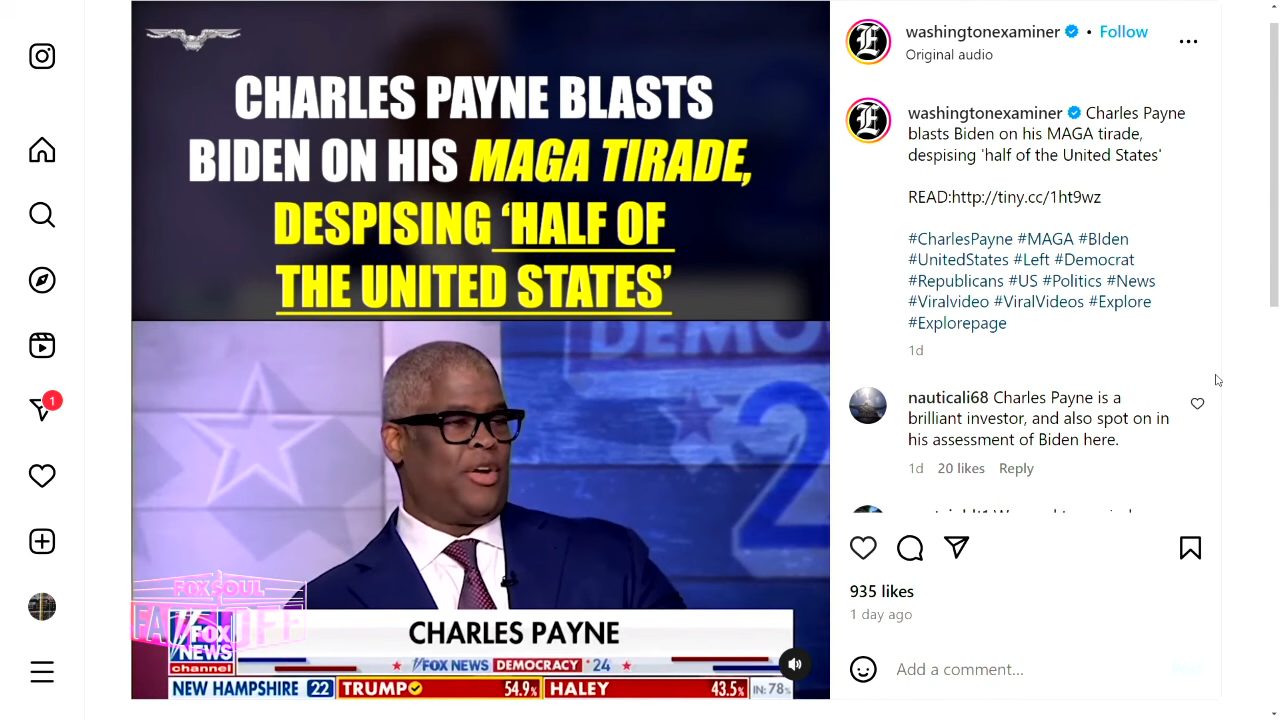 CHARLES PAYNE BLASTS
BIDEN ON HIS MAGA TIRADE,
DESPISING ‘HALF OF
THE UNITED STATES’
DEMO
2
FOX SOUL
FOX
NEWS
channel
CHARLES PAYNE
FOX NEWS DEMOCRACY '24
NEW HAMPSHIRE 22 TRUMP 54.9% HALEY 43.5% IN: 78%
washingtonexaminer • Follow
Original audio
washingtonexaminer Charles Payne
blasts Biden on his MAGA tirade,
despising 'half of the United States'
READ:http://tiny.cc/1ht9wz
#CharlesPayne #MAGA #BIden
#UnitedStates #Left #Democrat
#Republicans #US #Politics #News
#Viralvideo #ViralVideos #Explore
#Explorepage
1d
nauticali68 Charles Payne is a
brilliant investor, and also spot on in
his assessment of Biden here.
1d 20 likes Reply
935 likes
1 day ago
Add a comment...
1